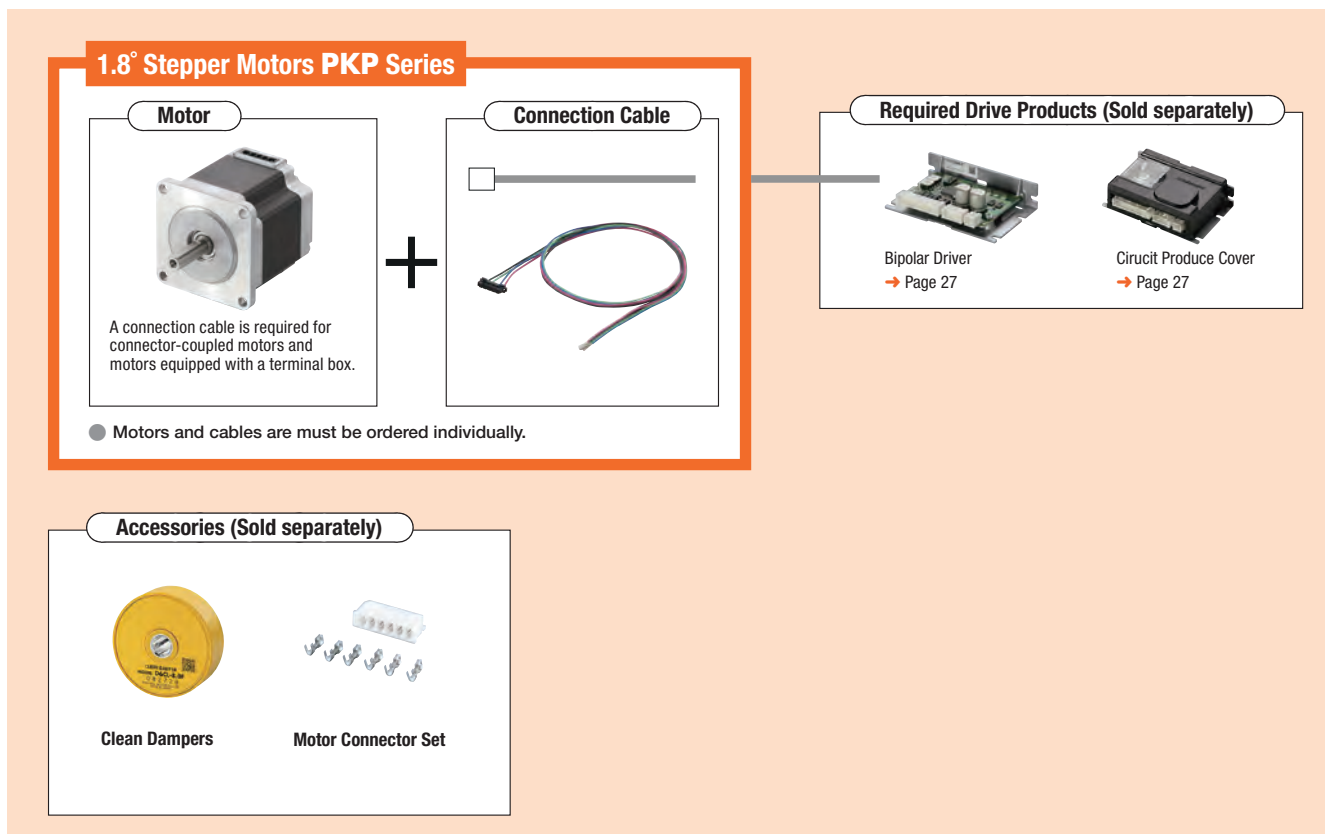 1.8° Stepper Motors PKP Series
Motor
Connection Cable
A connection cable is required for
connector-coupled motors and
motors equipped with a terminal box.
● Motors and cables are must be ordered individually.
Required Drive Products (Sold separately)
Bipolar Driver
→ Page 27
Cirucit Produce Cover
→ Page 27
Accessories (Sold separately)
Clean Dampers
Motor Connector Set